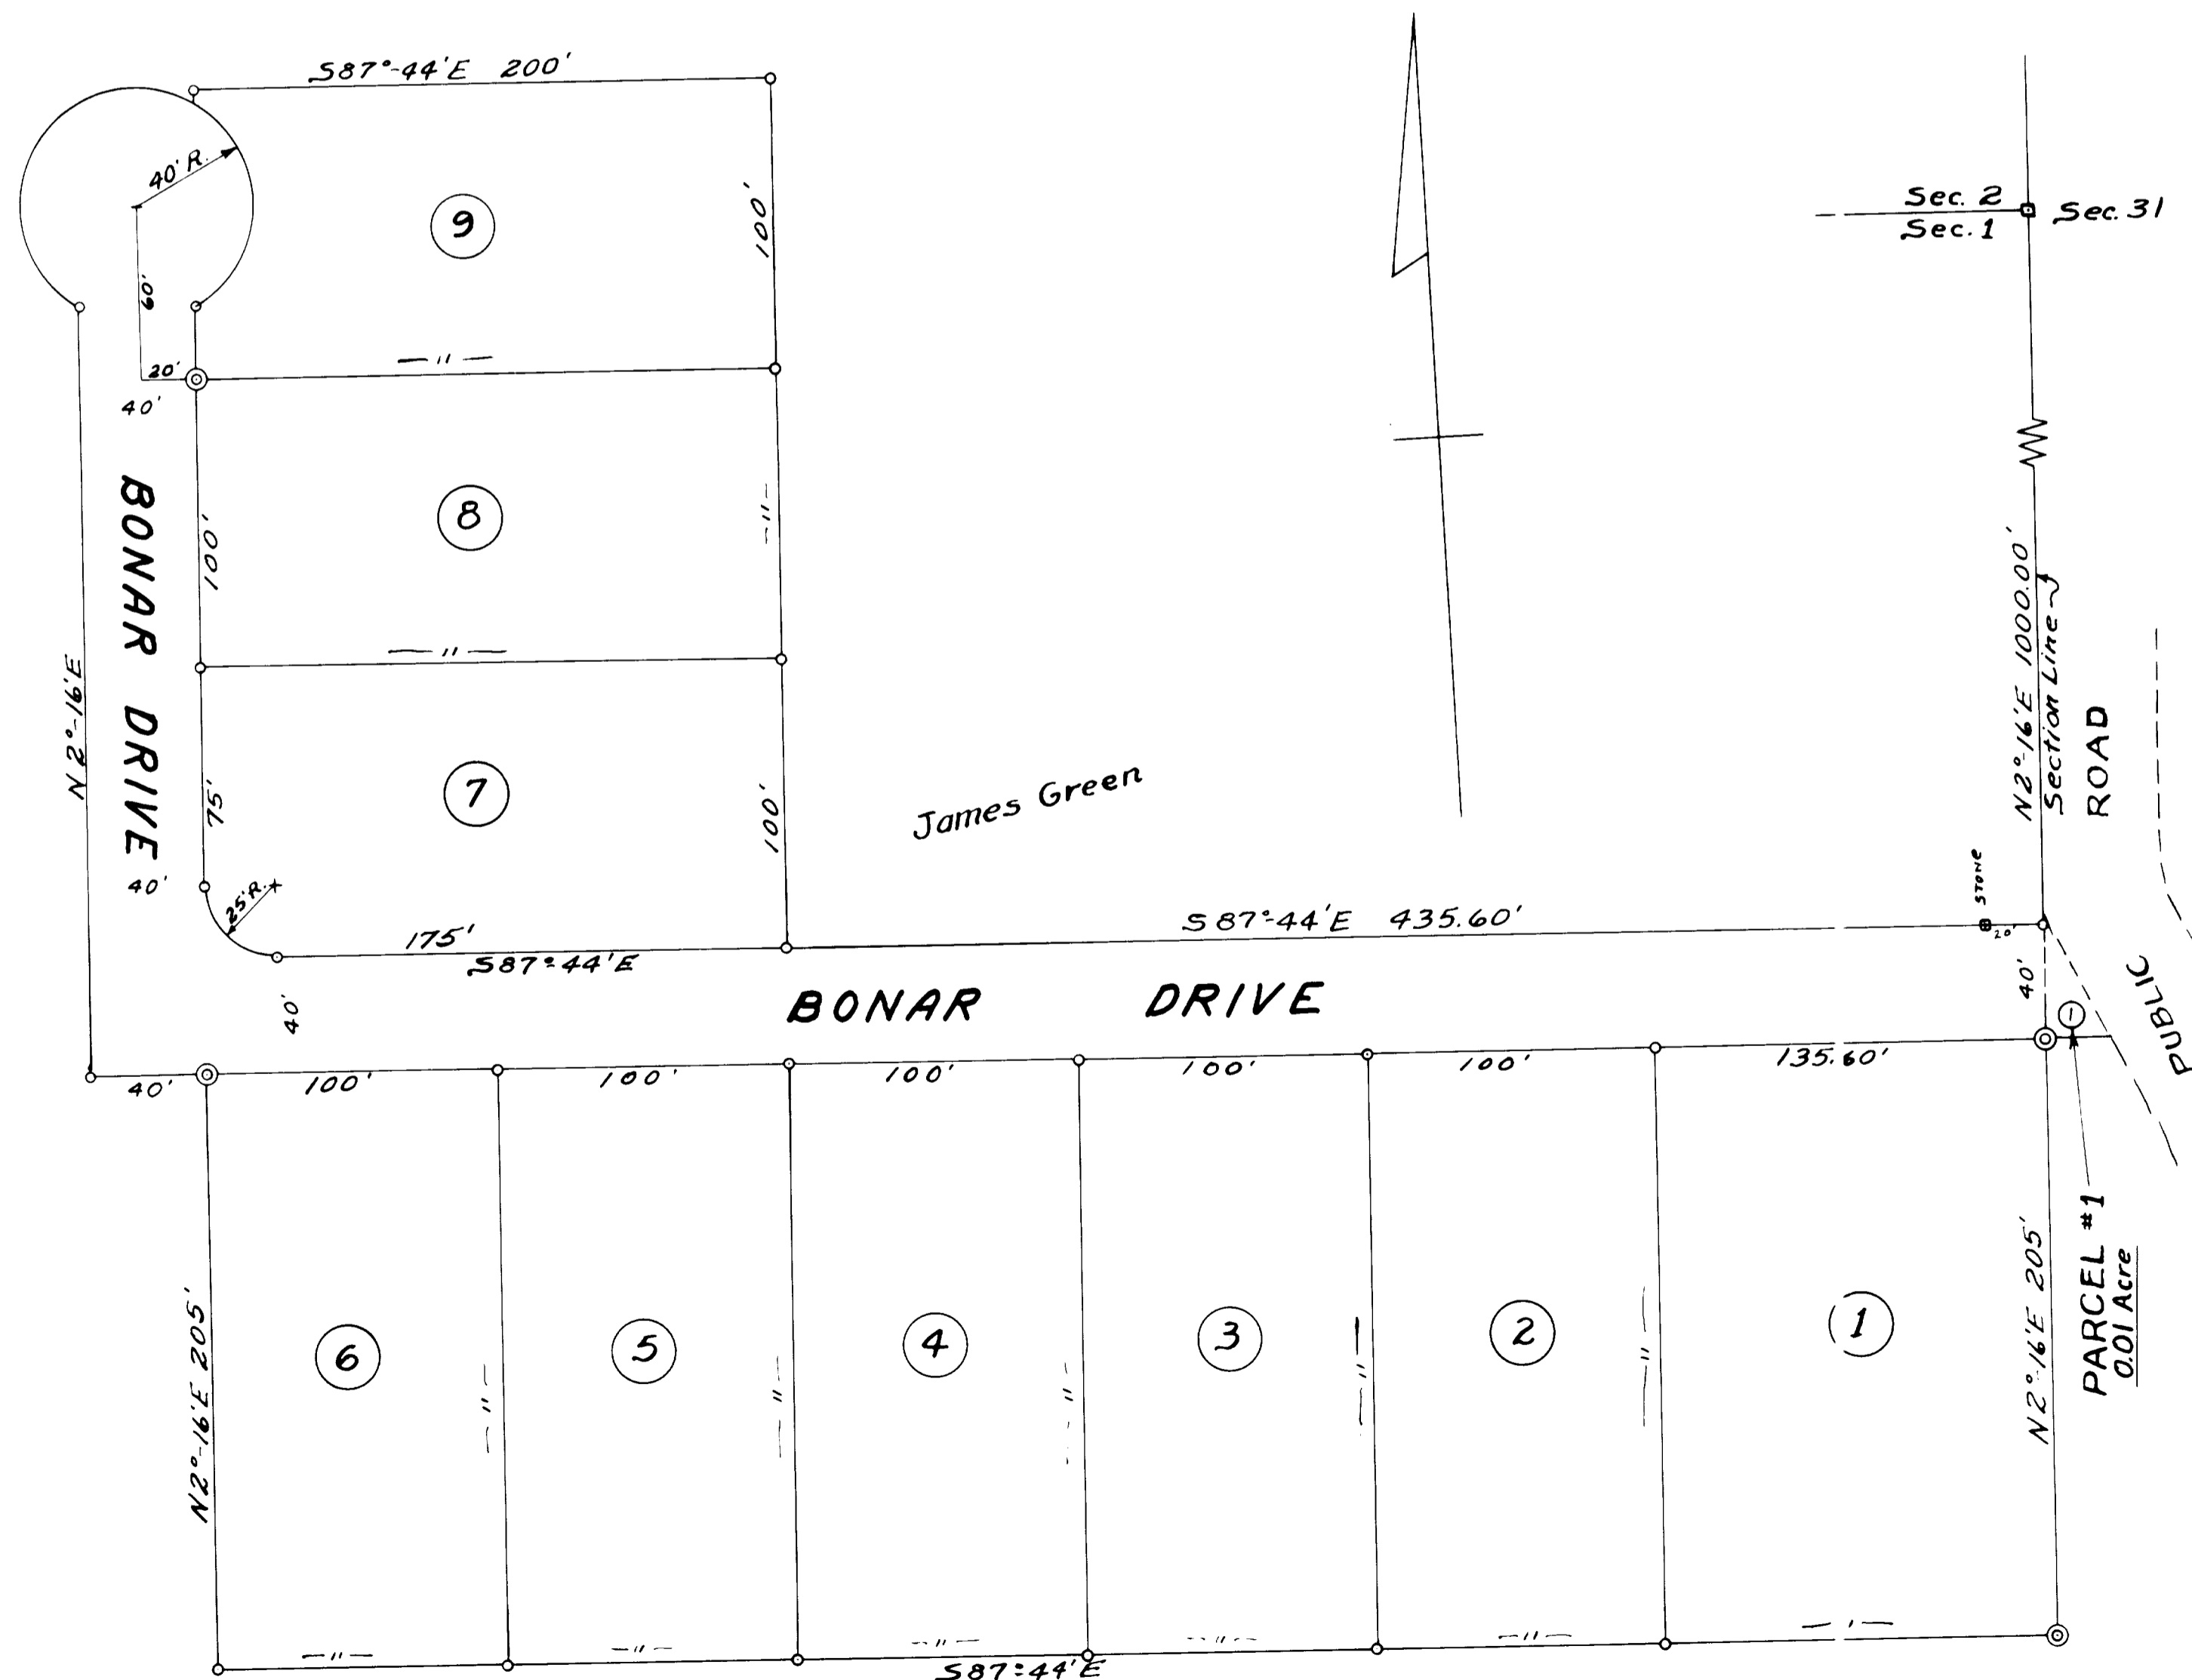 S87°-44'E 200'
40' R.
60'
20'
40'
9
100'
— " —
Sec. 2
Sec. 1
Sec. 31
BONAR DRIVE
N 2°-16'E
100'
8
— " —
— " —
75'
7
100'
40'
25' R.
175'
S87°-44'E
James Green
N2°-16'E 1000.00'
Section Line
ROAD
PUBLIC
STONE
20'
S87°-44'E 435.60'
40'
40'
BONAR DRIVE
1
40'
100'
100'
100'
100'
100'
135.60'
N2°-16'E 205'
6
— " —
5
— " —
4
— " —
3
— " —
2
— " —
1
N2°-16'E 205'
PARCEL #1
0.01 Acre
— " —
— " —
— " —
— " —
— " —
— ' —
S87°-44'E